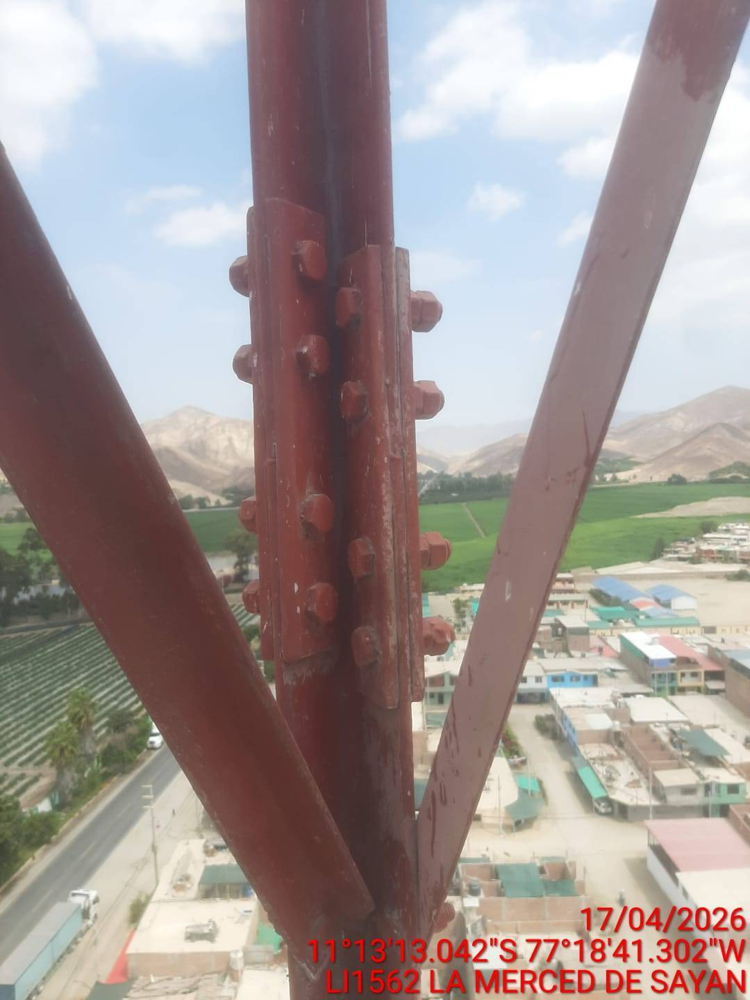 17/04/2026
11°13'13.042"S 77°18'41.302"W
LI1562 LA MERCED DE SAYAN